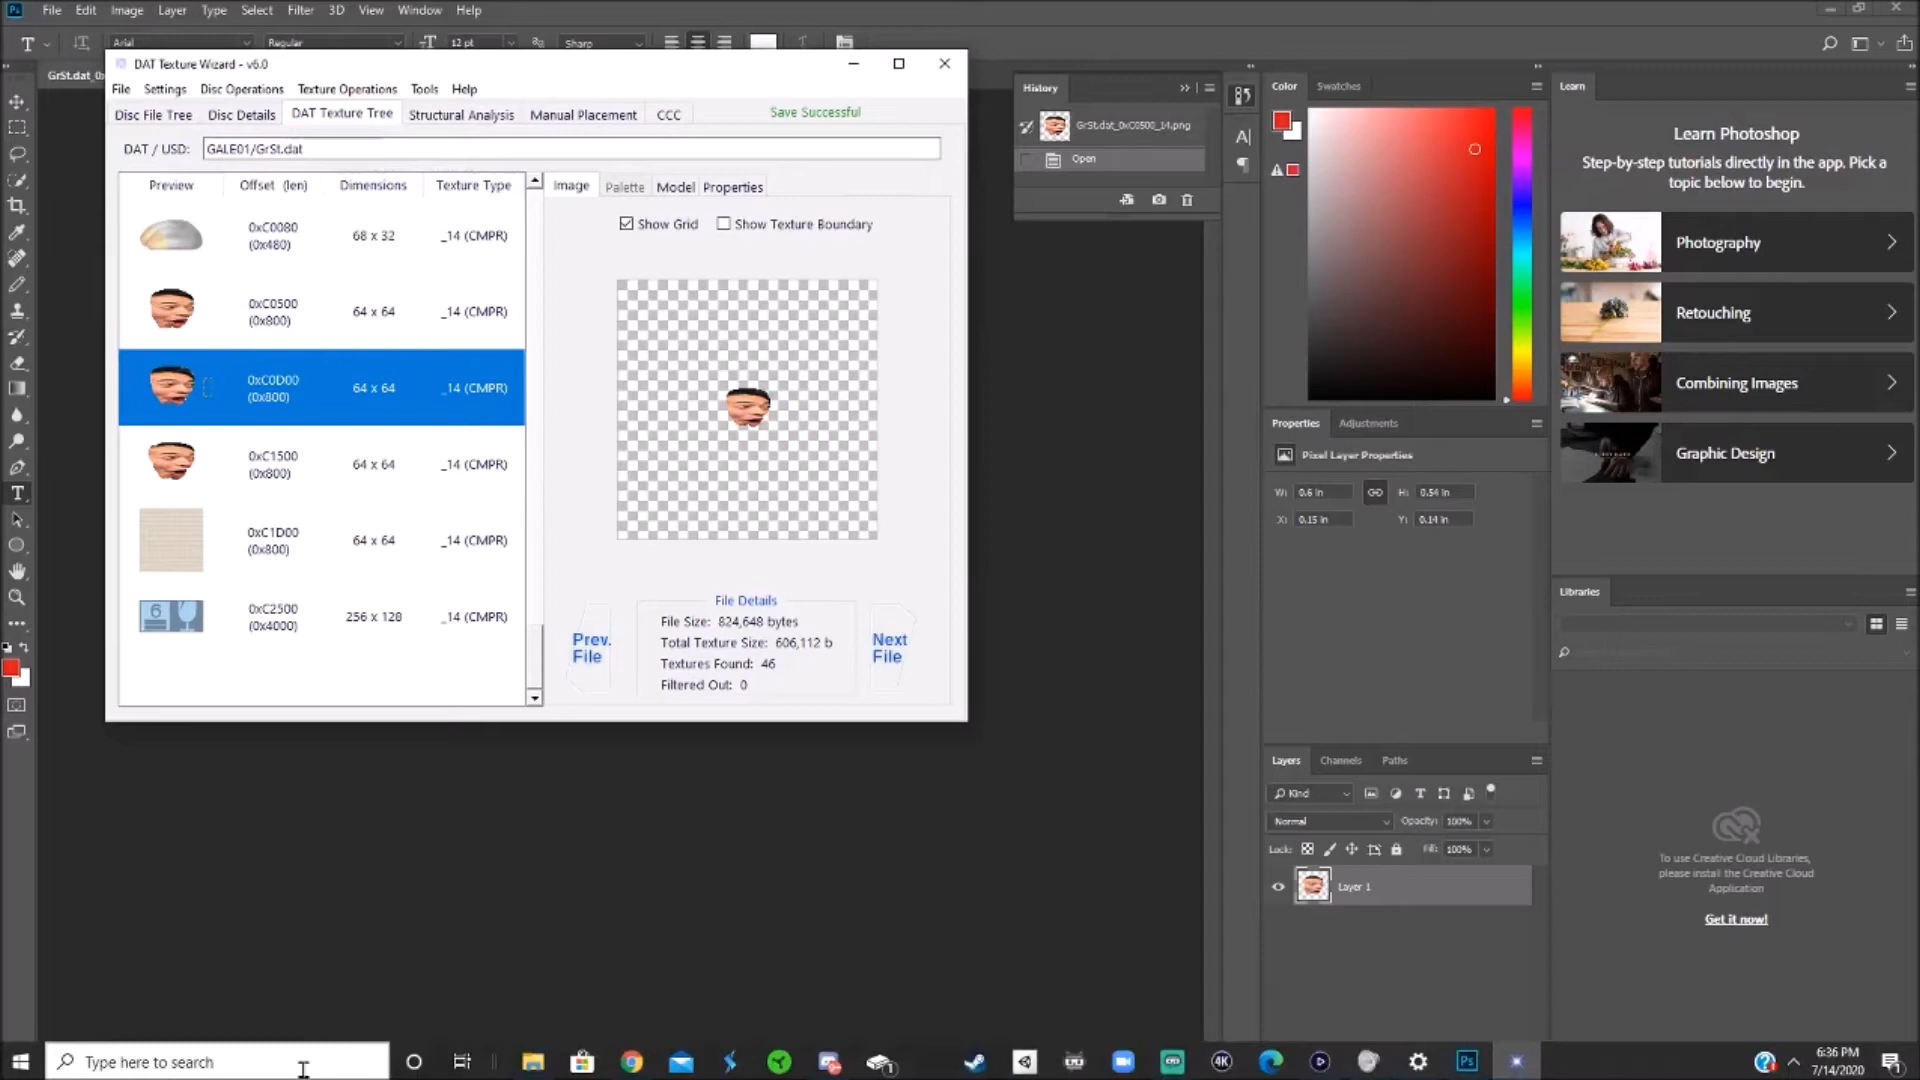 Ps File Edit Image Layer Type Select Filter 3D View Window Help
T Arial Regular 12 pt Sharp
GrSt.dat_0x
DAT Texture Wizard - v6.0
File Settings Disc Operations Texture Operations Tools Help
Disc File Tree Disc Details DAT Texture Tree Structural Analysis Manual Placement CCC Save Successful
DAT / USD: GALE01/GrSt.dat
Preview Offset (len) Dimensions Texture Type
0xC0080
(0x480) 68 x 32 _14 (CMPR)
0xC0500
(0x800) 64 x 64 _14 (CMPR)
0xC0D00
(0x800) 64 x 64 _14 (CMPR)
0xC1500
(0x800) 64 x 64 _14 (CMPR)
0xC1D00
(0x800) 64 x 64 _14 (CMPR)
6
0xC2500
(0x4000) 256 x 128 _14 (CMPR)
Image Palette Model Properties
Show Grid Show Texture Boundary
File Details
File Size: 824,648 bytes
Total Texture Size: 606,112 b
Textures Found: 46
Filtered Out: 0
Prev.
File
Next
File
History
GrSt.dat_0xC0500_14.png
Open
Color Swatches
Properties Adjustments
Pixel Layer Properties
W: 0.6 in H: 0.54 in
X: 0.15 in Y: 0.14 in
Layers Channels Paths
Kind
Normal Opacity: 100%
Lock: Fill: 100%
Layer 1
Learn
Learn Photoshop
Step-by-step tutorials directly in the app. Pick a
topic below to begin.
Photography
Retouching
Combining Images
Graphic Design
Libraries
To use Creative Cloud Libraries,
please install the Creative Cloud
Application
Get it now!
Type here to search
4K
Ps
6:36 PM
7/14/2020